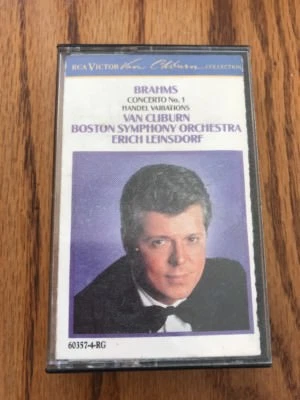 RCA VICTOR Van Cliburn COLLECTION
BRAHMS
CONCERTO No. 1
HANDEL VARIATIONS
VAN CLIBURN
BOSTON SYMPHONY ORCHESTRA
ERICH LEINSDORF
60357-4-RG